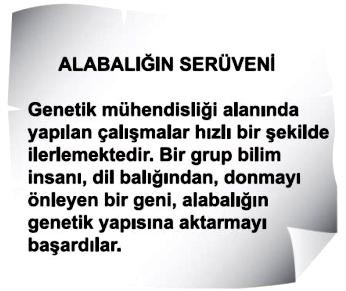 ALABALIĞIN SERÜVENİ
Genetik mühendisliği alanında
yapılan çalışmalar hızlı bir şekilde
ilerlemektedir. Bir grup bilim
insanı, dil balığından, donmayı
önleyen bir geni, alabalığın
genetik yapısına aktarmayı
başardılar.